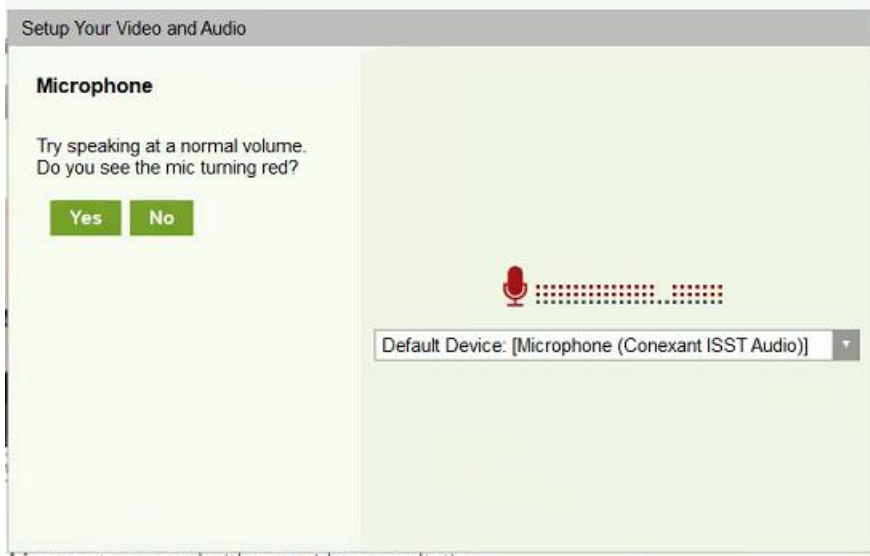 Setup Your Video and Audio
Microphone
Try speaking at a normal volume.
Do you see the mic turning red?
Yes No
Default Device: [Microphone (Conexant ISST Audio)]